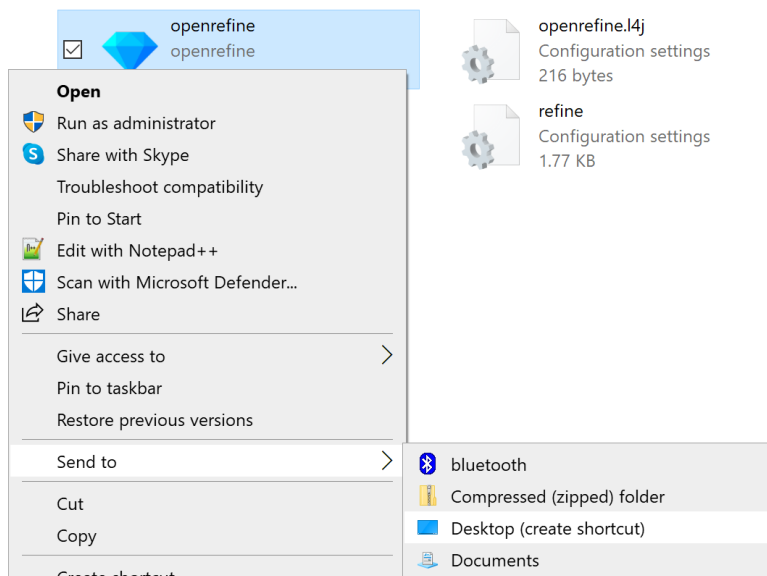 openrefine
openrefine
openrefine.l4j
Configuration settings
216 bytes
refine
Configuration settings
1.77 KB
Open
Run as administrator
Share with Skype
Troubleshoot compatibility
Pin to Start
Edit with Notepad++
Scan with Microsoft Defender...
Share
Give access to
Pin to taskbar
Restore previous versions
Send to
Cut
Copy
Create shortcut
bluetooth
Compressed (zipped) folder
Desktop (create shortcut)
Documents